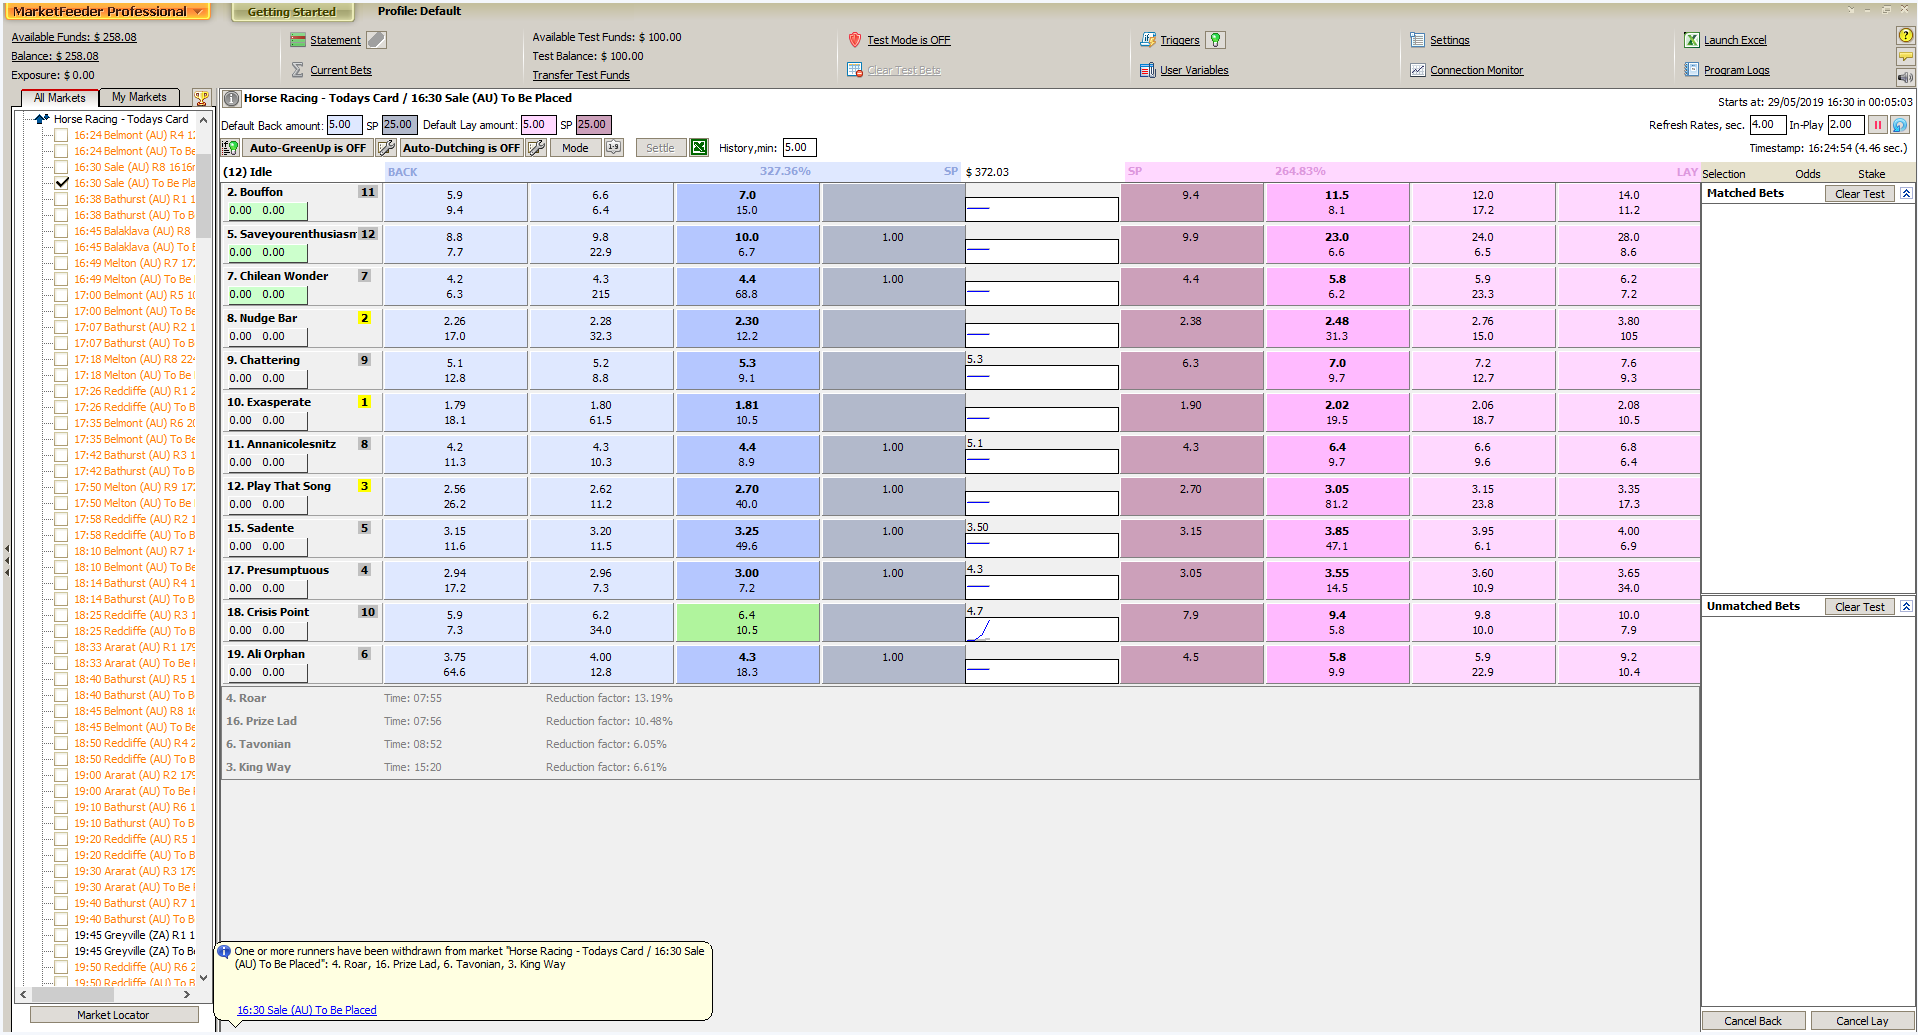 MarketFeeder Professional
Getting Started
Profile: Default
Available Funds: $ 258.08
Balance: $ 258.08
Exposure: $ 0.00
Statement
Current Bets
Available Test Funds: $ 100.00
Test Balance: $ 100.00
Transfer Test Funds
Test Mode is OFF
Clear Test Bets
Triggers
User Variables
Settings
Connection Monitor
Launch Excel
Program Logs
All Markets My Markets
Horse Racing - Todays Card
16:24 Belmont (AU) R4 12
16:24 Belmont (AU) To Be
16:30 Sale (AU) R8 1616m
16:30 Sale (AU) To Be Pla
16:38 Bathurst (AU) R1 1
16:38 Bathurst (AU) To B
16:45 Balaklava (AU) R8
16:45 Balaklava (AU) To E
16:49 Melton (AU) R7 172
16:49 Melton (AU) To Be
17:00 Belmont (AU) R5 10
17:00 Belmont (AU) To Be
17:07 Bathurst (AU) R2 1
17:07 Bathurst (AU) To B
17:18 Melton (AU) R8 224
17:18 Melton (AU) To Be
17:26 Redcliffe (AU) R1 2
17:26 Redcliffe (AU) To B
17:35 Belmont (AU) R6 20
17:35 Belmont (AU) To Be
17:42 Bathurst (AU) R3 1
17:42 Bathurst (AU) To B
17:50 Melton (AU) R9 172
17:50 Melton (AU) To Be
17:58 Redcliffe (AU) R2 1
17:58 Redcliffe (AU) To B
18:10 Belmont (AU) R7 14
18:10 Belmont (AU) To Be
18:14 Bathurst (AU) R4 1
18:14 Bathurst (AU) To B
18:25 Redcliffe (AU) R3 1
18:25 Redcliffe (AU) To B
18:33 Ararat (AU) R1 179
18:33 Ararat (AU) To Be
18:40 Bathurst (AU) R5 1
18:40 Bathurst (AU) To B
18:45 Belmont (AU) R8 16
18:45 Belmont (AU) To Be
18:50 Redcliffe (AU) R4 2
18:50 Redcliffe (AU) To B
19:00 Ararat (AU) R2 179
19:00 Ararat (AU) To Be
19:10 Bathurst (AU) R6 1
19:10 Bathurst (AU) To B
19:20 Redcliffe (AU) R5 1
19:20 Redcliffe (AU) To B
19:30 Ararat (AU) R3 179
19:30 Ararat (AU) To Be
19:40 Bathurst (AU) R7 1
19:40 Bathurst (AU) To B
19:45 Greyville (ZA) R1 1
19:45 Greyville (ZA) To Be
19:50 Redcliffe (AU) R6 2
19:50 Redcliffe (AU) To B
Market Locator
Horse Racing - Todays Card / 16:30 Sale (AU) To Be Placed
Starts at: 29/05/2019 16:30 in 00:05:03
Default Back amount: 5.00 SP 25.00 Default Lay amount: 5.00 SP 25.00
Refresh Rates, sec. 4.00 In-Play 2.00
Auto-GreenUp is OFF Auto-Dutching is OFF Mode Settle History,min: 5.00
Timestamp: 16:24:54 (4.46 sec.)
(12) Idle BACK 327.36% SP $ 372.03 SP 264.83% LAY
2. Bouffon 11 5.9 6.6 7.0 9.4 11.5 12.0 14.0
0.00 0.00 9.4 6.4 15.0 8.1 17.2 11.2
5. Saveyourenthusiasm 12 8.8 9.8 10.0 1.00 9.9 23.0 24.0 28.0
0.00 0.00 7.7 22.9 6.7 6.6 6.5 8.6
7. Chilean Wonder 7 4.2 4.3 4.4 1.00 4.4 5.8 5.9 6.2
0.00 0.00 6.3 215 68.8 6.2 23.3 7.2
8. Nudge Bar 2 2.26 2.28 2.30 2.38 2.48 2.76 3.80
0.00 0.00 17.0 32.3 12.2 31.3 15.0 105
9. Chattering 9 5.1 5.2 5.3 5.3 6.3 7.0 7.2 7.6
0.00 0.00 12.8 8.8 9.1 9.7 12.7 9.3
10. Exasperate 1 1.79 1.80 1.81 1.90 2.02 2.06 2.08
0.00 0.00 18.1 61.5 10.5 19.5 18.7 10.5
11. Annanicolesnitz 8 4.2 4.3 4.4 1.00 5.1 4.3 6.4 6.6 6.8
0.00 0.00 11.3 10.3 8.9 9.7 9.6 6.4
12. Play That Song 3 2.56 2.62 2.70 1.00 2.70 3.05 3.15 3.35
0.00 0.00 26.2 11.2 40.0 81.2 23.8 17.3
15. Sadente 5 3.15 3.20 3.25 1.00 3.50 3.15 3.85 3.95 4.00
0.00 0.00 11.6 11.5 49.6 47.1 6.1 6.9
17. Presumptuous 4 2.94 2.96 3.00 1.00 4.3 3.05 3.55 3.60 3.65
0.00 0.00 17.2 7.3 7.2 14.5 10.9 34.0
18. Crisis Point 10 5.9 6.2 6.4 4.7 7.9 9.4 9.8 10.0
0.00 0.00 7.3 34.0 10.5 5.8 10.0 7.9
19. Ali Orphan 6 3.75 4.00 4.3 1.00 4.5 5.8 5.9 9.2
0.00 0.00 64.6 12.8 18.3 9.9 22.9 10.4
4. Roar Time: 07:55 Reduction factor: 13.19%
16. Prize Lad Time: 07:56 Reduction factor: 10.48%
6. Tavonian Time: 08:52 Reduction factor: 6.05%
3. King Way Time: 15:20 Reduction factor: 6.61%
One or more runners have been withdrawn from market "Horse Racing - Todays Card / 16:30 Sale
(AU) To Be Placed": 4. Roar, 16. Prize Lad, 6. Tavonian, 3. King Way
16:30 Sale (AU) To Be Placed
Selection Odds Stake
Matched Bets Clear Test
Unmatched Bets Clear Test
Cancel Back Cancel Lay